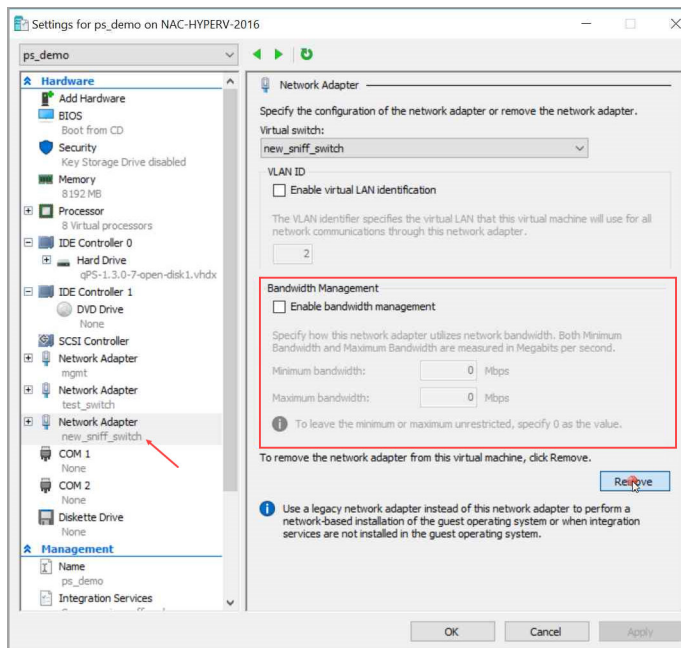 Settings for ps_demo on NAC-HYPERV-2016
ps_demo
Hardware
Add Hardware
BIOS
Boot from CD
Security
Key Storage Drive disabled
Memory
8192 MB
Processor
8 Virtual processors
IDE Controller 0
Hard Drive
qPS-1.3.0-7-open-disk1.vhdx
IDE Controller 1
DVD Drive
None
SCSI Controller
Network Adapter
mgmt
Network Adapter
test_switch
Network Adapter
new_sniff_switch
COM 1
None
COM 2
None
Diskette Drive
None
Management
Name
ps_demo
Integration Services
Network Adapter
Specify the configuration of the network adapter or remove the network adapter.
Virtual switch:
new_sniff_switch
VLAN ID
Enable virtual LAN identification
The VLAN identifier specifies the virtual LAN that this virtual machine will use for all
network communications through this network adapter.
2
Bandwidth Management
Enable bandwidth management
Specify how this network adapter utilizes network bandwidth. Both Minimum
Bandwidth and Maximum Bandwidth are measured in Megabits per second.
Minimum bandwidth: 0 Mbps
Maximum bandwidth: 0 Mbps
To leave the minimum or maximum unrestricted, specify 0 as the value.
To remove the network adapter from this virtual machine, click Remove.
Remove
Use a legacy network adapter instead of this network adapter to perform a
network-based installation of the guest operating system or when integration
services are not installed in the guest operating system.
OK Cancel Apply